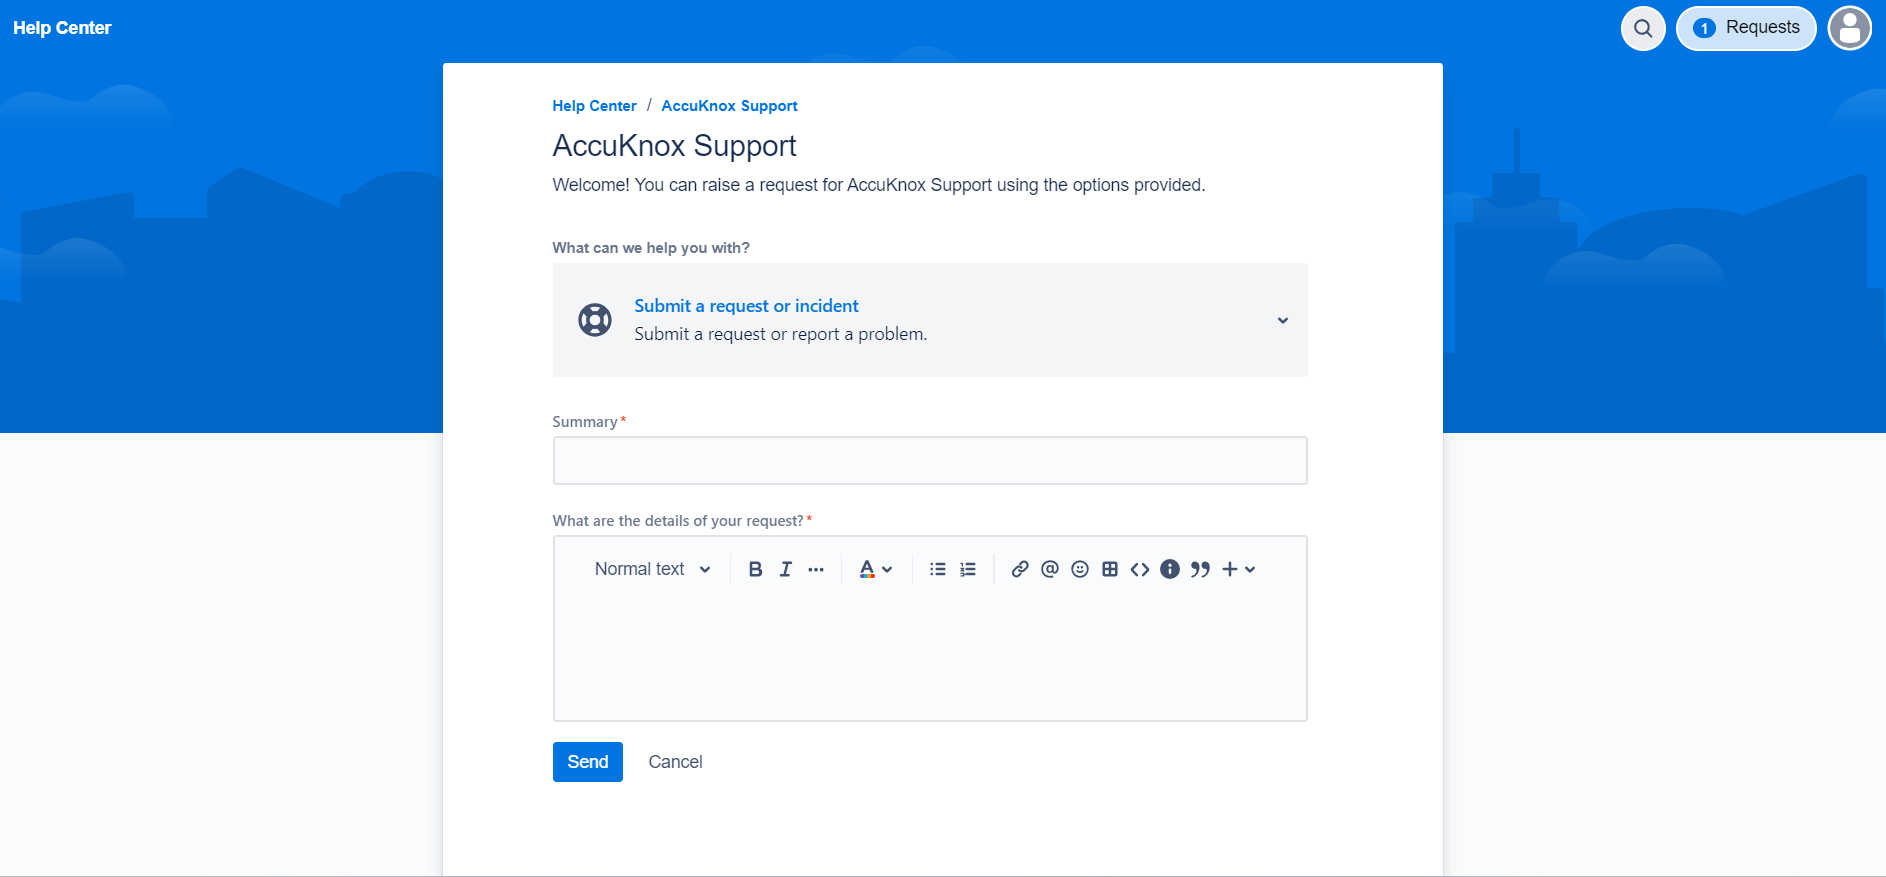 Help Center
1 Requests
Help Center / AccuKnox Support
AccuKnox Support
Welcome! You can raise a request for AccuKnox Support using the options provided.
What can we help you with?
Submit a request or incident
Submit a request or report a problem.
Summary*
What are the details of your request?*
Normal text
Send Cancel